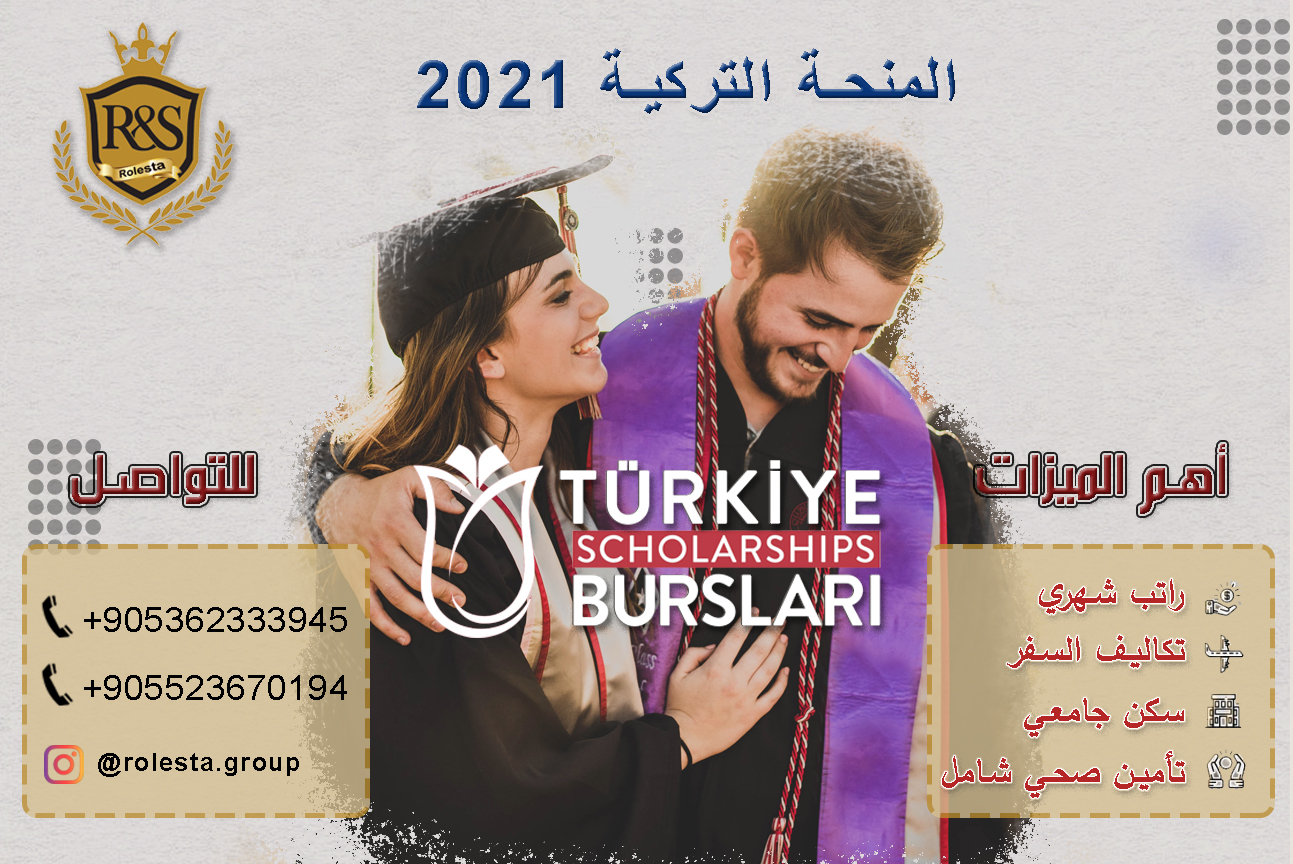 المنحة التركية 2021
R&S
Rolesta
TÜRKİYE
SCHOLARSHIPS
BURSLARI
أهم الميزات
راتب شهري
تكاليف السفر
سكن جامعي
تأمين صحي شامل
للتواصل
+905362333945
+905523670194
@rolesta.group